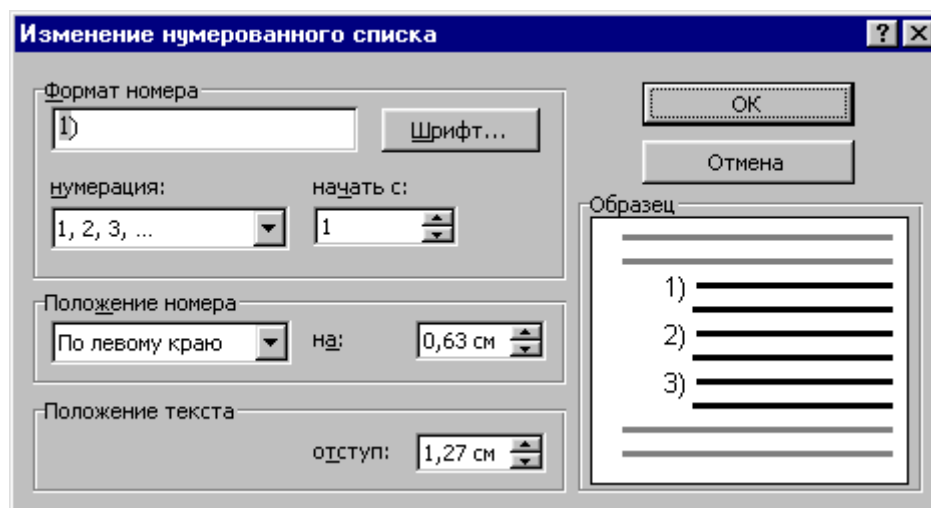 Изменение нумерованного списка
Формат номера
1)
Шрифт...
нумерация:
начать с:
1, 2, 3, ...
1
Положение номера
По левому краю
на:
0,63 см
Положение текста
отступ:
1,27 см
ОК
Отмена
Образец
1)
2)
3)